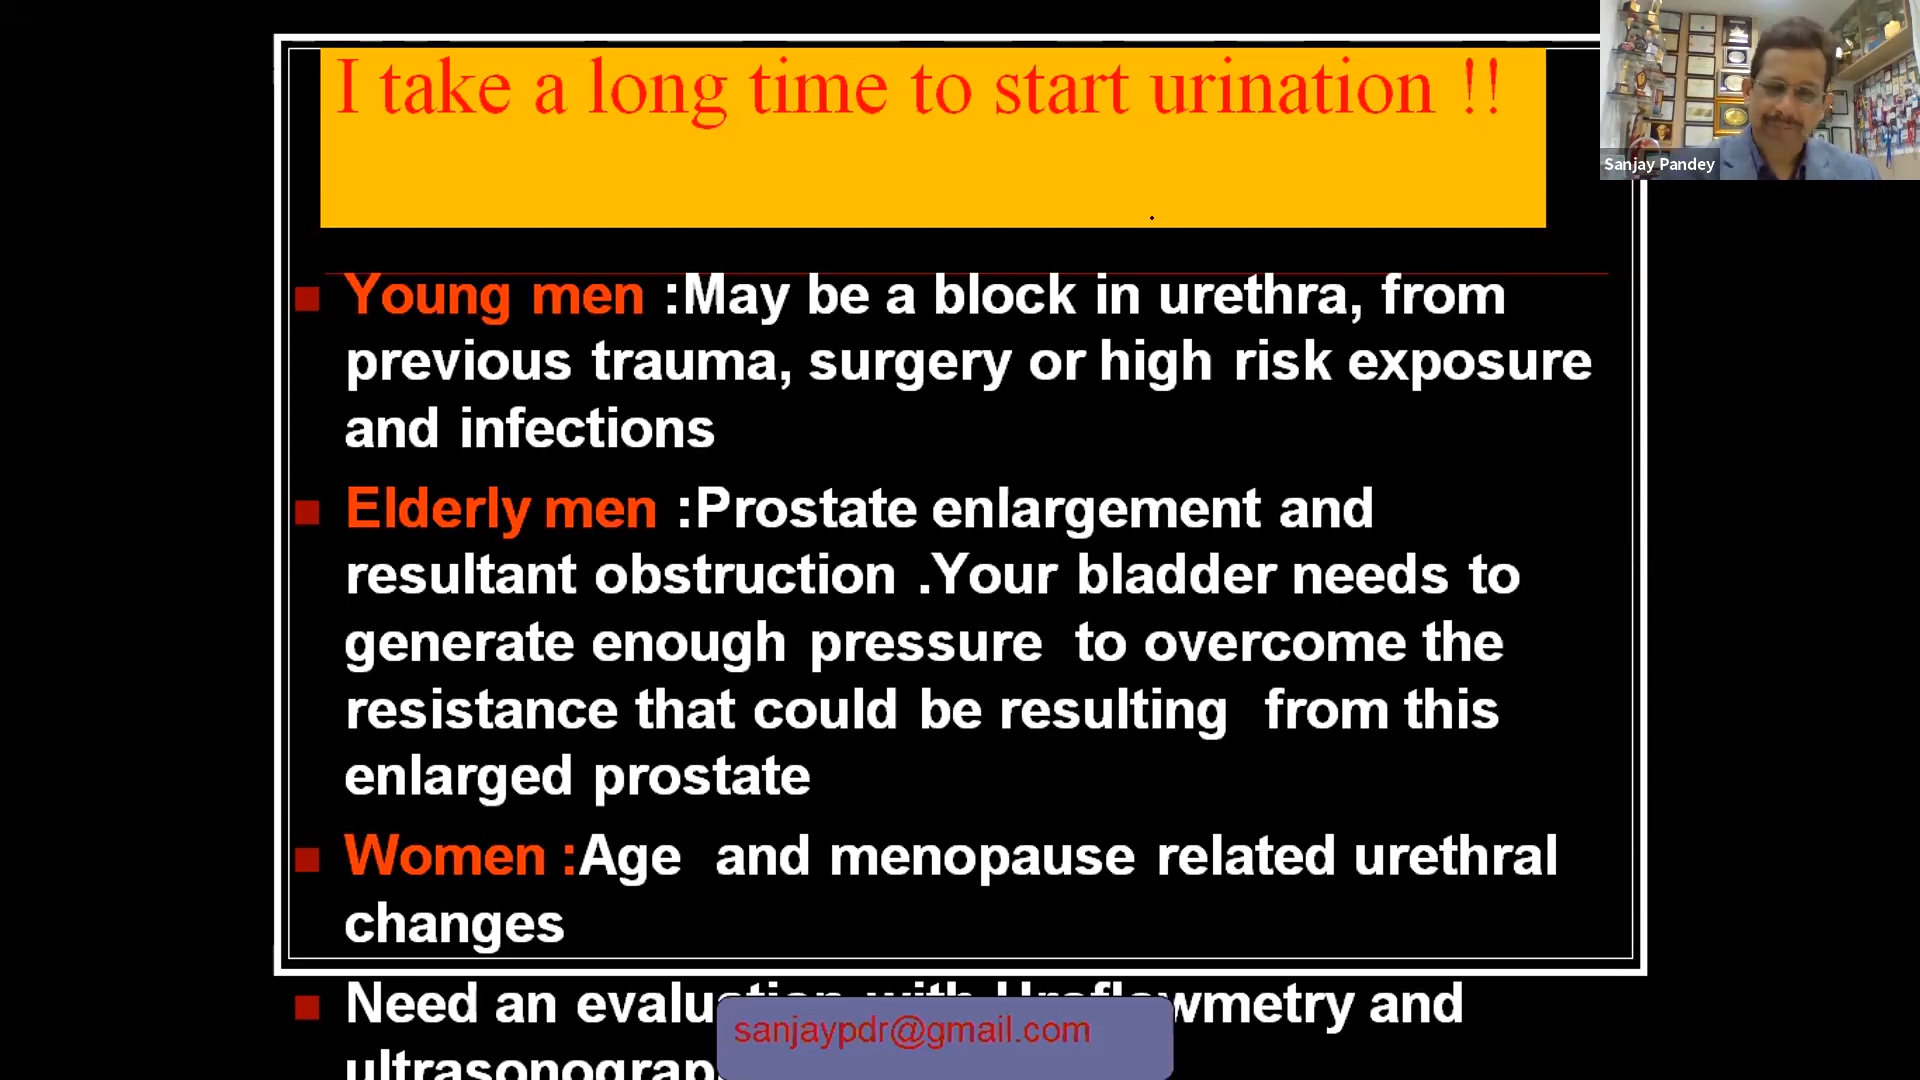 I take a long time to start urination !!
Sanjay Pandey
Young men :May be a block in urethra, from
previous trauma, surgery or high risk exposure
and infections
Elderly men :Prostate enlargement and
resultant obstruction .Your bladder needs to
generate enough pressure to overcome the
resistance that could be resulting from this
enlarged prostate
Women :Age and menopause related urethral
changes
Need an evaluation with Uroflowmetry and
sanjaypdr@gmail.com